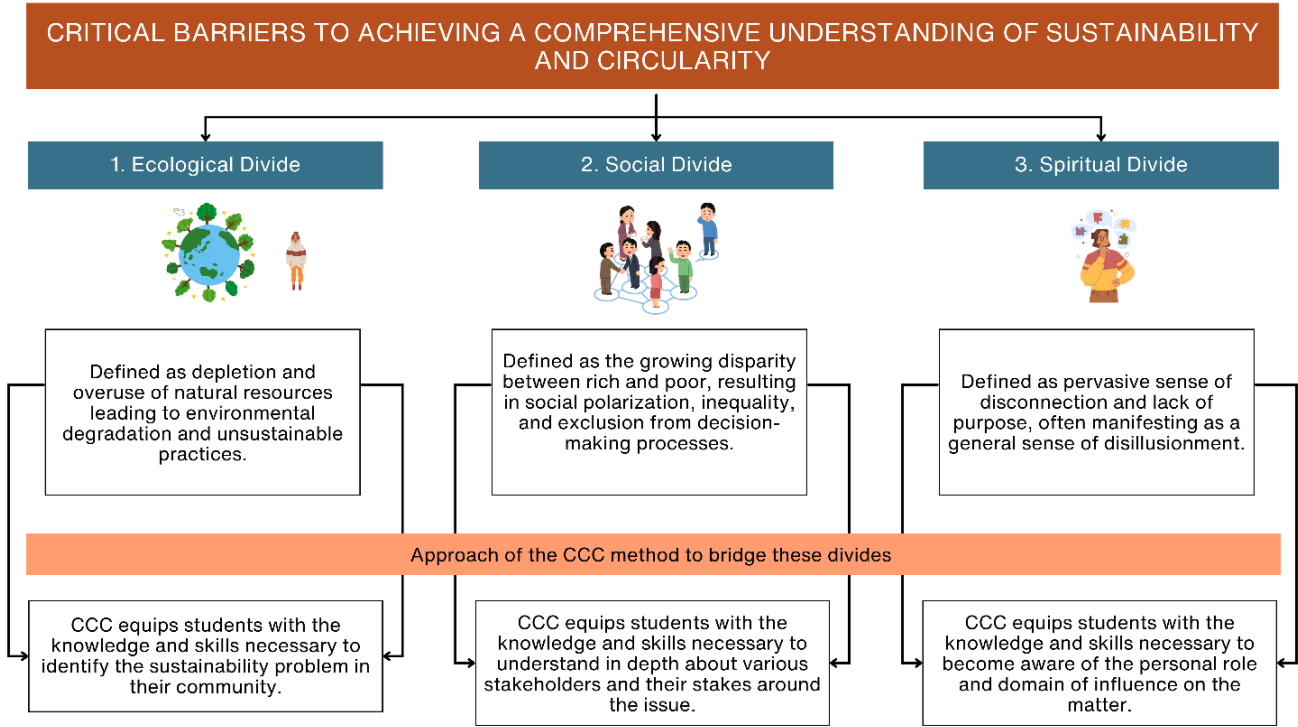 CRITICAL BARRIERS TO ACHIEVING A COMPREHENSIVE UNDERSTANDING OF SUSTAINABILITY
AND CIRCULARITY
1. Ecological Divide
2. Social Divide
3. Spiritual Divide
Defined as depletion and
overuse of natural resources
leading to environmental
degradation and unsustainable
practices.
Defined as the growing disparity
between rich and poor, resulting
in social polarization, inequality,
and exclusion from decision-
making processes.
Defined as pervasive sense of
disconnection and lack of
purpose, often manifesting as a
general sense of disillusionment.
Approach of the CCC method to bridge these divides
CCC equips students with the
knowledge and skills necessary to
identify the sustainability problem in
their community.
CCC equips students with the
knowledge and skills necessary to
understand in depth about various
stakeholders and their stakes around
the issue.
CCC equips students with the
knowledge and skills necessary to
become aware of the personal role
and domain of influence on the
matter.